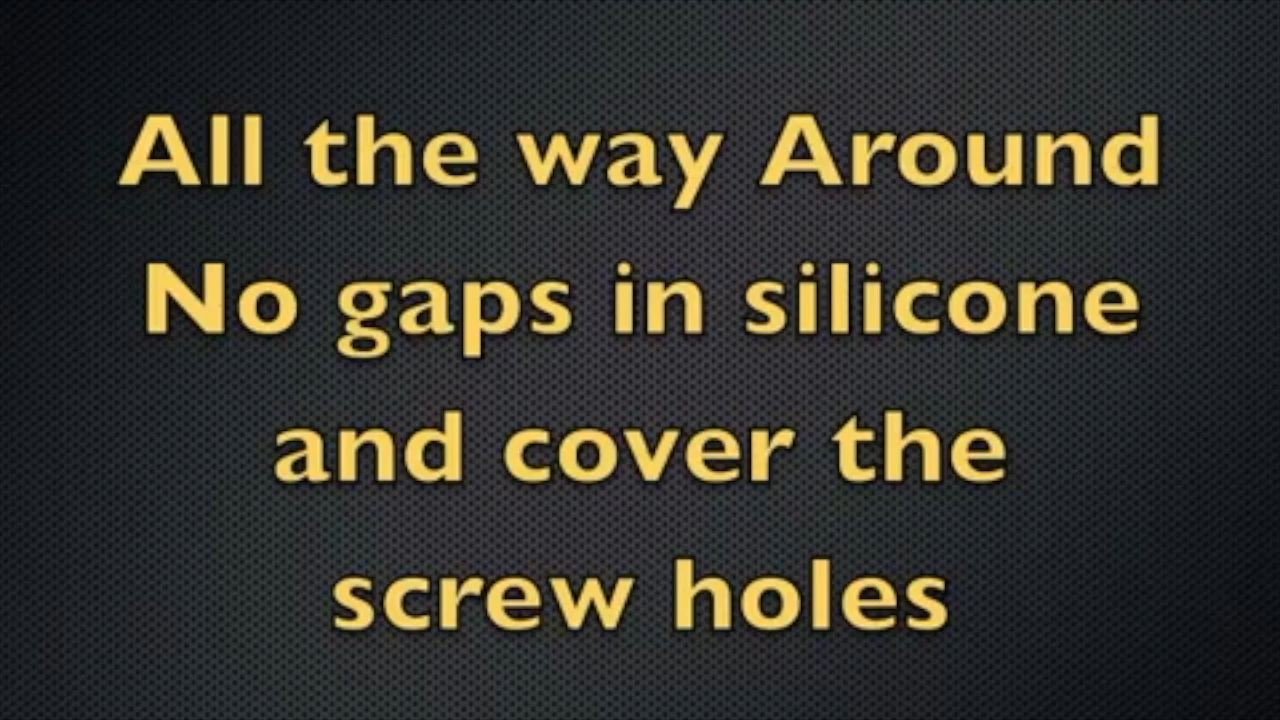 All the way Around
No gaps in silicone
and cover the
screw holes